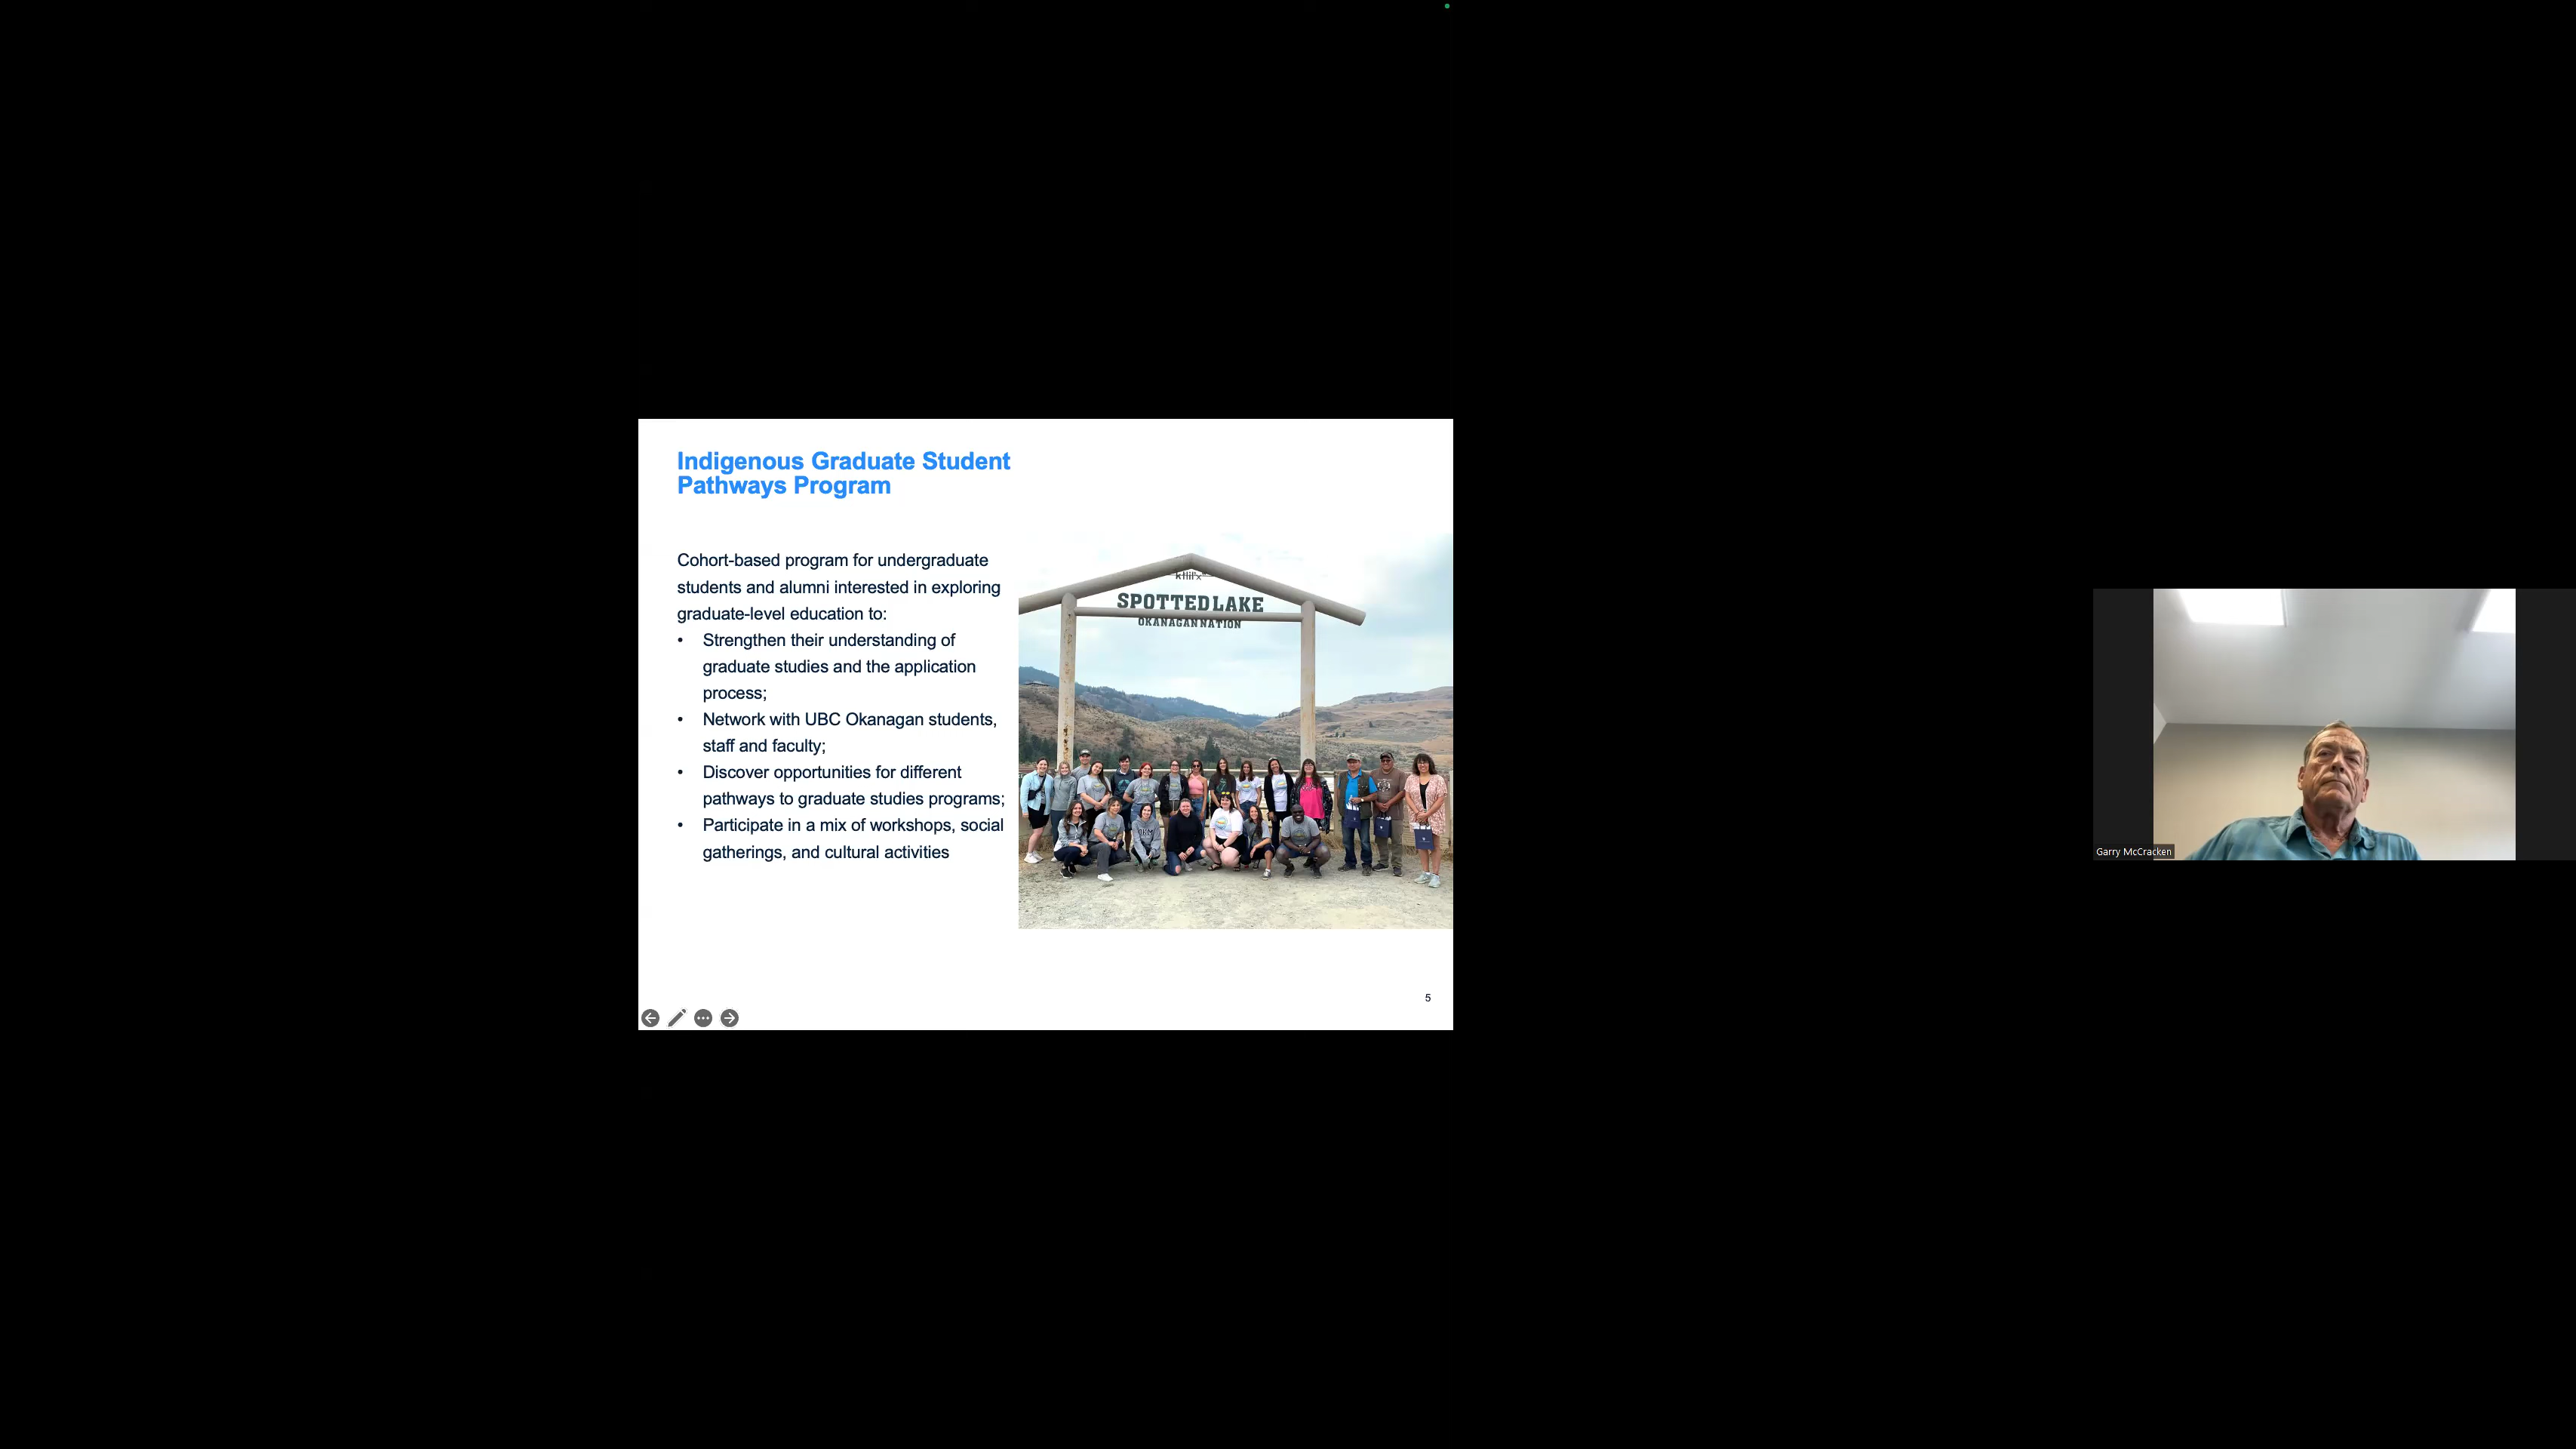 Indigenous Graduate Student
Pathways Program
Cohort-based program for undergraduate
students and alumni interested in exploring
graduate-level education to:
• Strengthen their understanding of
graduate studies and the application
process;
• Network with UBC Okanagan students,
staff and faculty;
• Discover opportunities for different
pathways to graduate studies programs;
• Participate in a mix of workshops, social
gatherings, and cultural activities
SPOTTED LAKE
OKANAGAN NATION
5
Garry McCracken